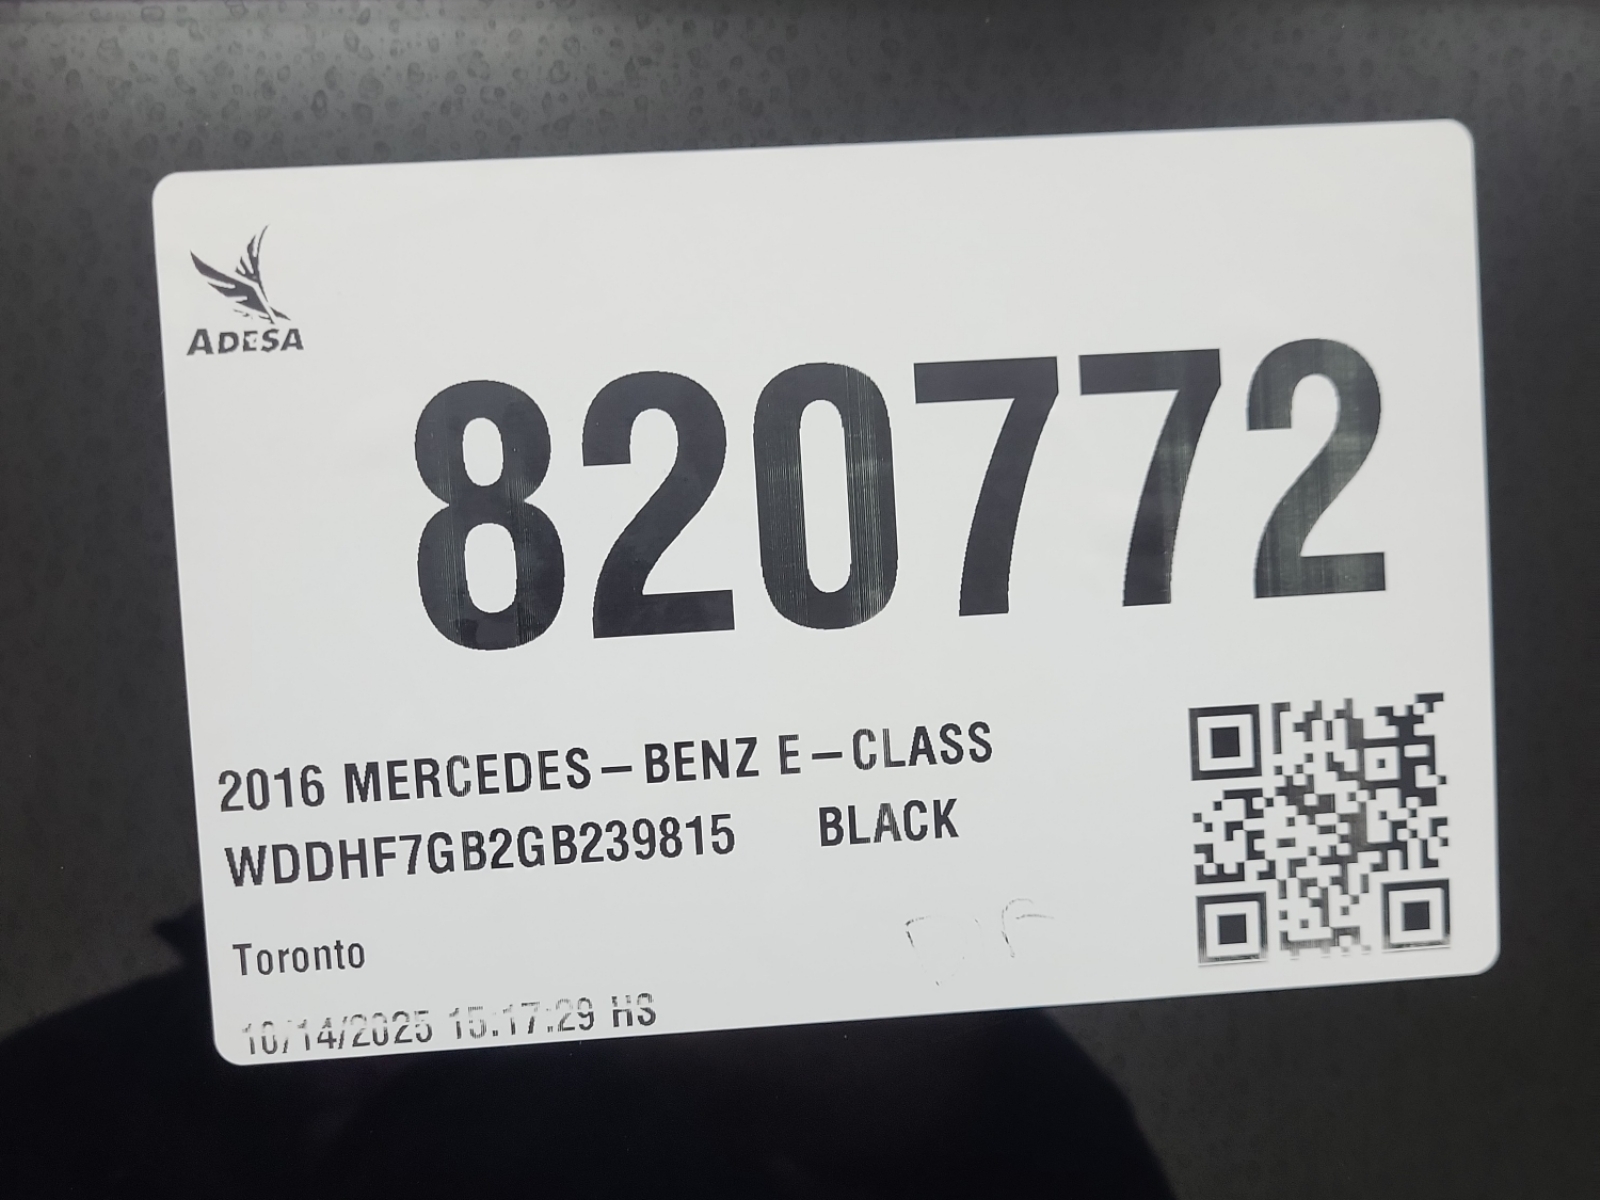 ADESA
820772
2016 MERCEDES-BENZ E-CLASS
WDDHF7GB2GB239815 BLACK
Toronto
10/14/2025 15:17:29 HS